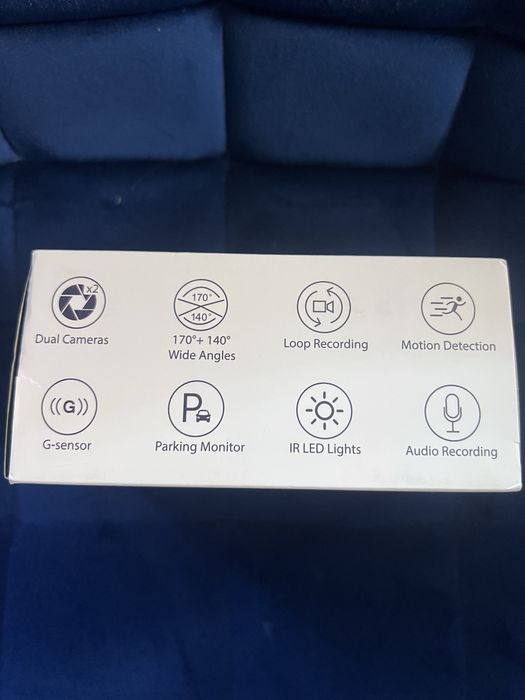 x2
170°
140°
Dual Cameras
170°+ 140°
Wide Angles
Loop Recording
Motion Detection
((G))
P
G-sensor
Parking Monitor
IR LED Lights
Audio Recording